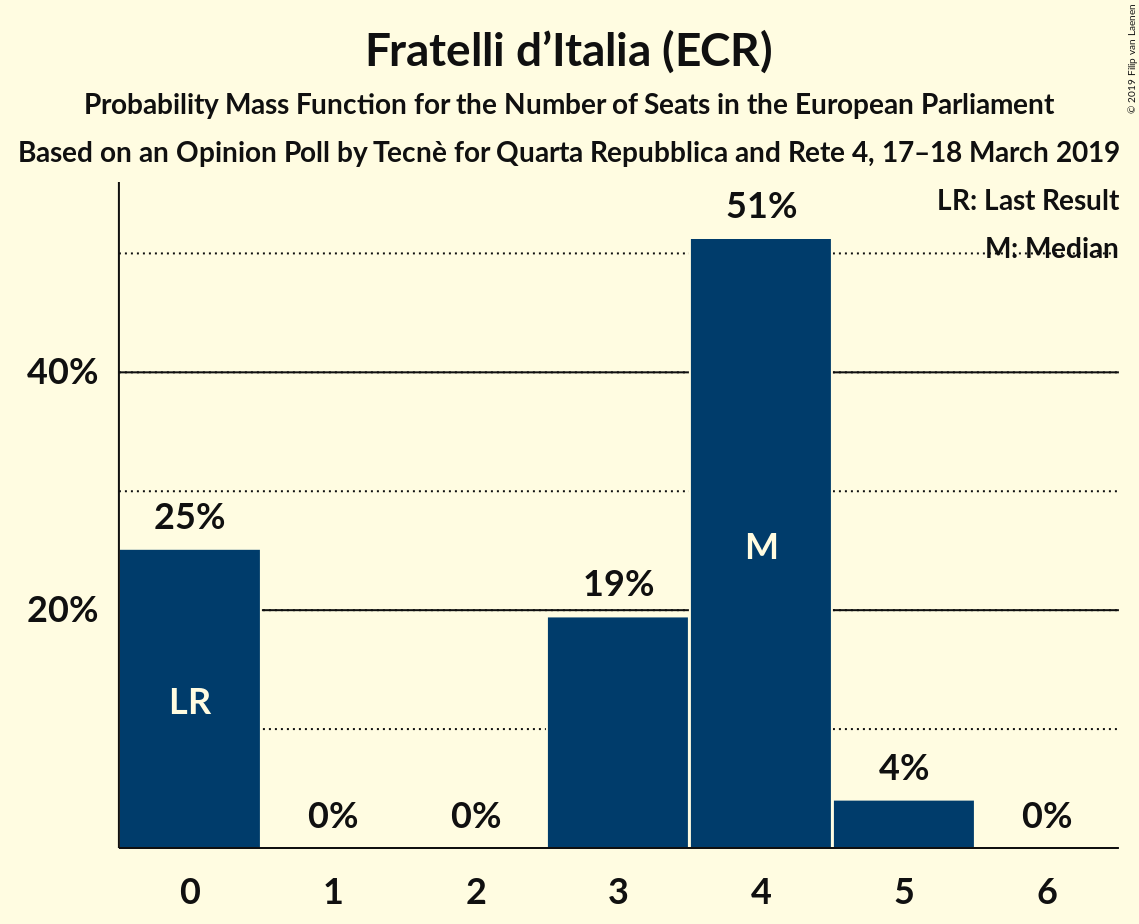 Fratelli d’Italia (ECR)
Probability Mass Function for the Number of Seats in the European Parliament
Based on an Opinion Poll by Tecnè for Quarta Repubblica and Rete 4, 17–18 March 2019
© 2019 Filip van Laenen
LR: Last Result
M: Median
51%
40%
25%
M
19%
20%
LR
4%
0%
0%
0%
0 1 2 3 4 5 6